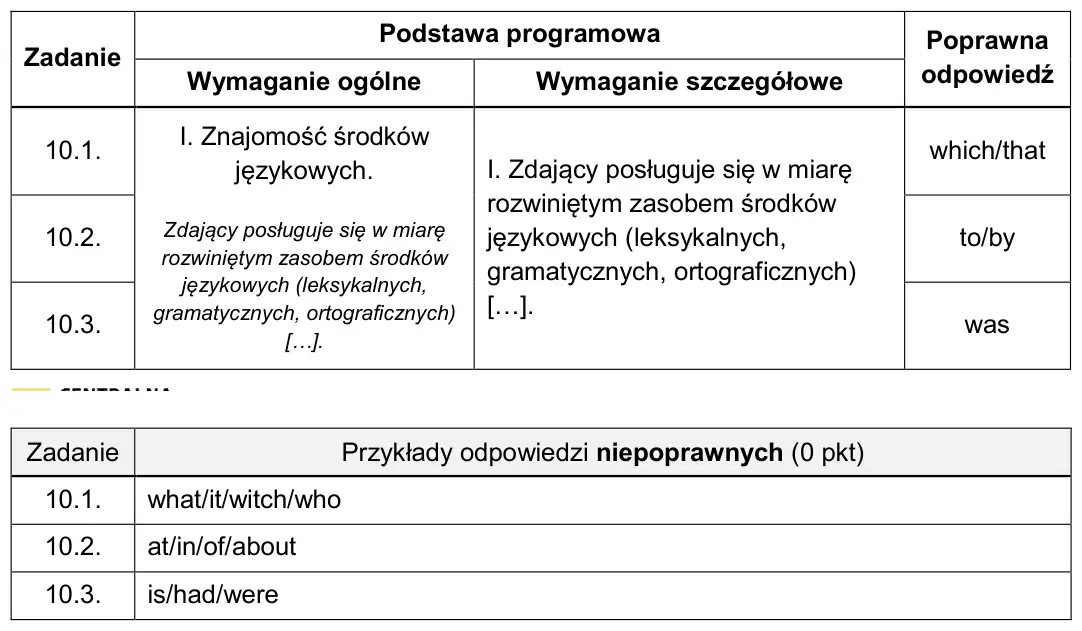 Zadanie
Podstawa programowa
Poprawna
odpowiedź
Wymaganie ogólne
Wymaganie szczegółowe
10.1.
I. Znajomość środków
językowych.
Zdający posługuje się w miarę
rozwiniętym zasobem środków
językowych (leksykalnych,
gramatycznych, ortograficznych)
[…].
I. Zdający posługuje się w miarę
rozwiniętym zasobem środków
językowych (leksykalnych,
gramatycznych, ortograficznych)
[…].
which/that
10.2.
to/by
10.3.
was
CENTRALNA
Zadanie
Przykłady odpowiedzi niepoprawnych (0 pkt)
10.1.
what/it/witch/who
10.2.
at/in/of/about
10.3.
is/had/were